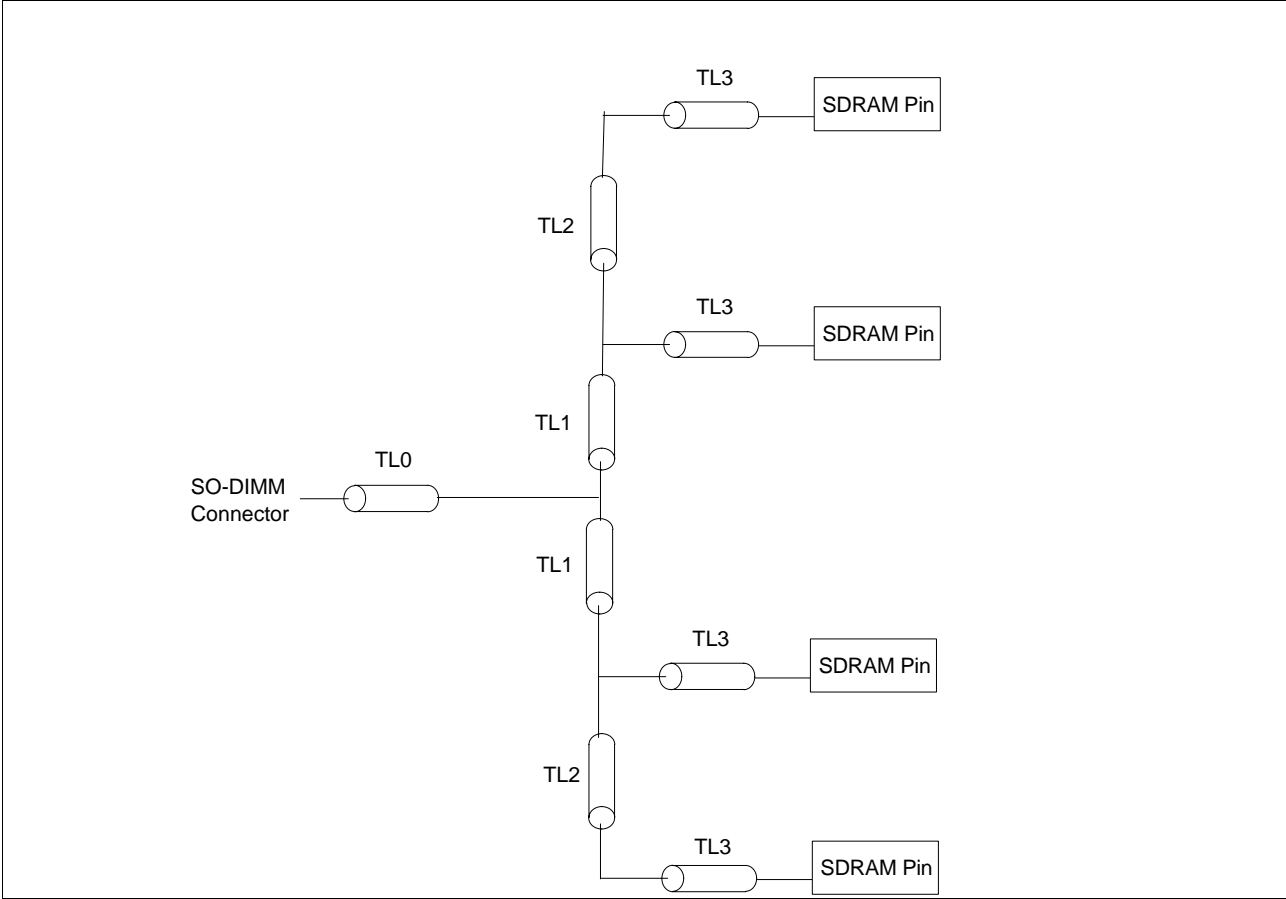 TL3
SDRAM Pin
TL2
TL3
SDRAM Pin
TL1
TL0
SO-DIMM
Connector
TL1
TL3
SDRAM Pin
TL2
TL3
SDRAM Pin